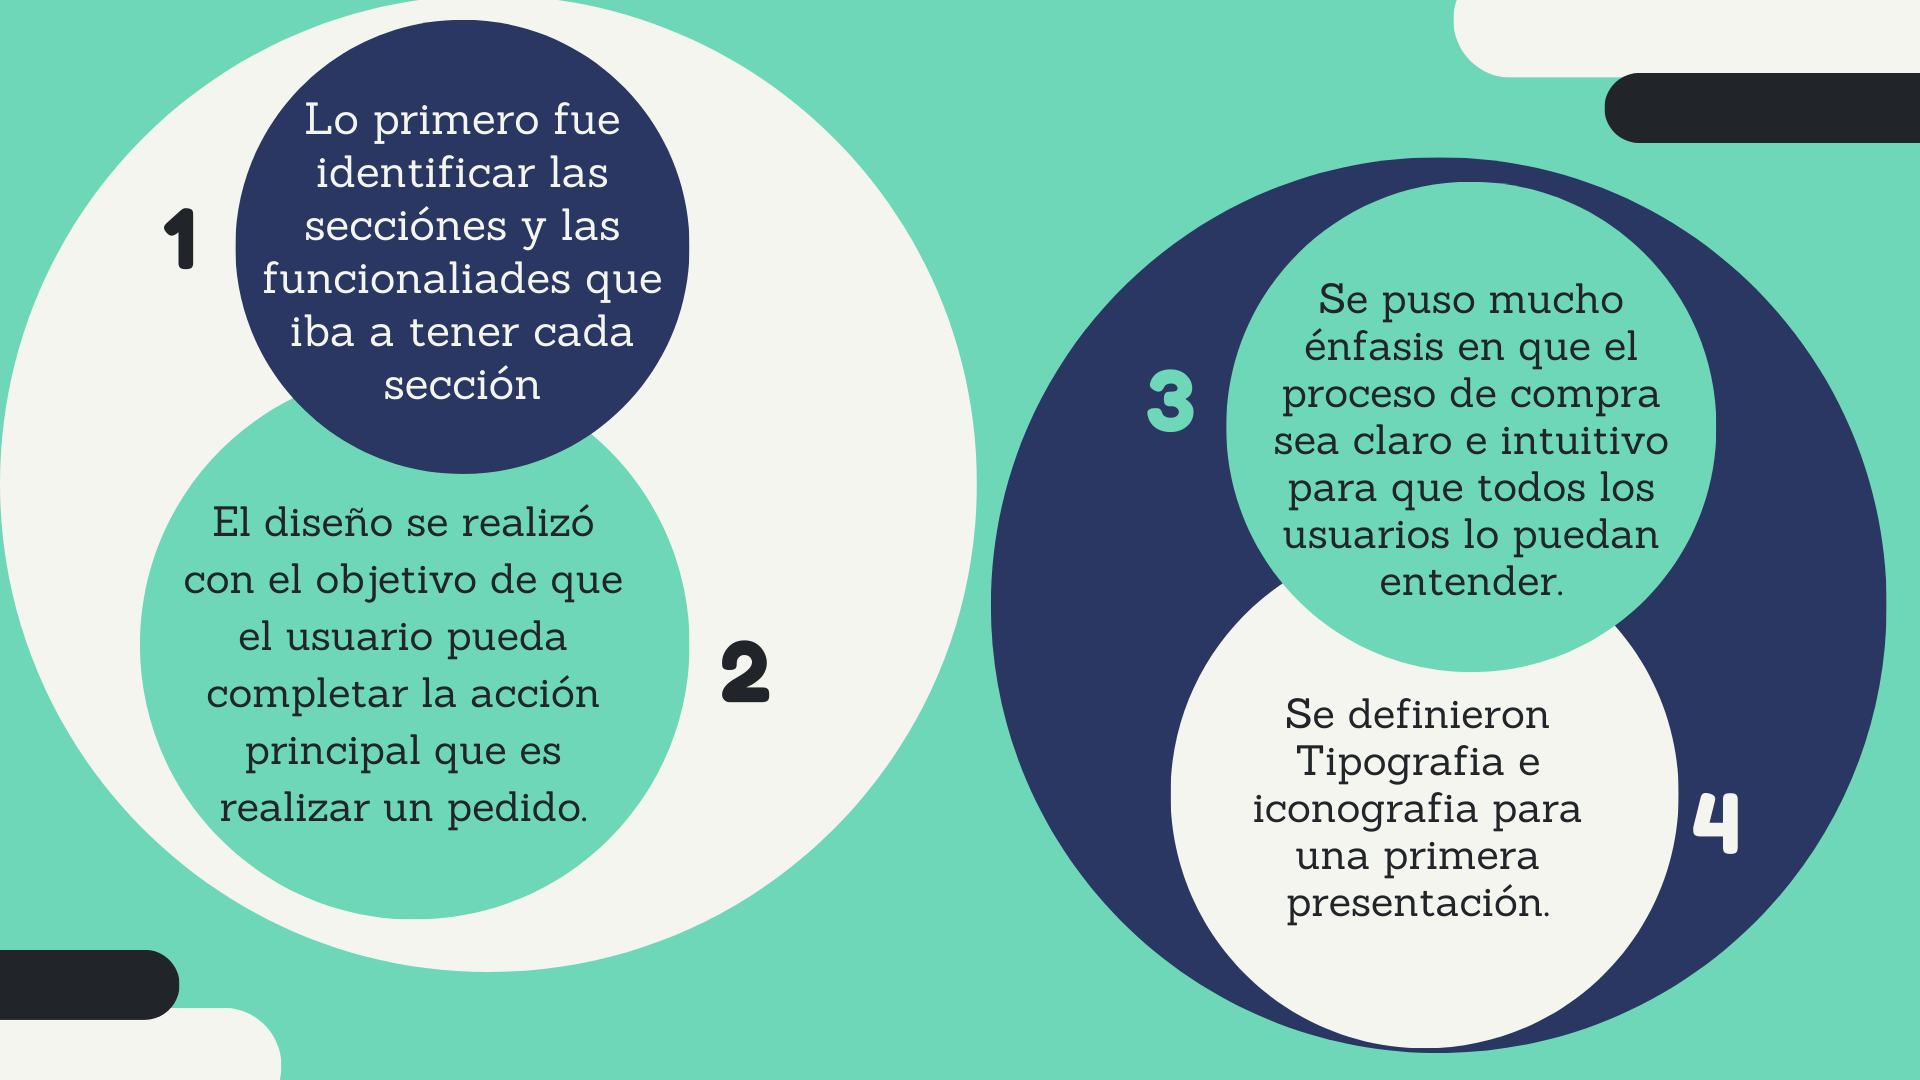 1
Lo primero fue
identificar las
secciónes y las
funcionaliades que
iba a tener cada
sección
El diseño se realizó
con el objetivo de que
el usuario pueda
completar la acción
principal que es
realizar un pedido.
2
3
Se puso mucho
énfasis en que el
proceso de compra
sea claro e intuitivo
para que todos los
usuarios lo puedan
entender.
Se definieron
Tipografia e
iconografia para
una primera
presentación.
4